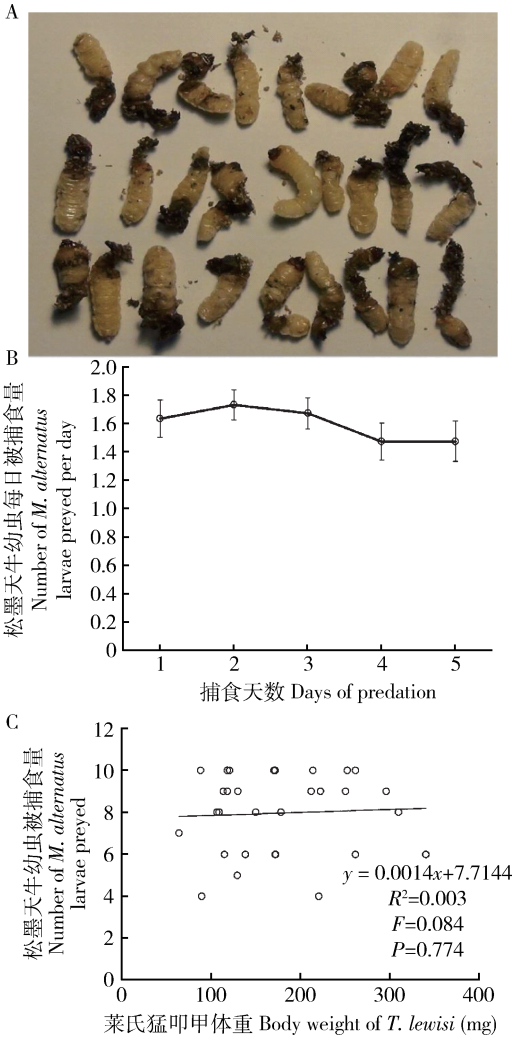 A
B
松墨天牛幼虫每日被捕食量
Number of M. alternatus
larvae preyed per day
2.0
1.8
1.6
1.4
1.2
1.0
0.8
0.6
0.4
0.2
0
1 2 3 4 5
捕食天数 Days of predation
C
松墨天牛幼虫被捕食量
Number of M. alternatus
larvae preyed
12
10
8
6
4
2
0
y = 0.0014x+7.7144
R²=0.003
F=0.084
P=0.774
0 100 200 300 400
莱氏猛叩甲体重 Body weight of T. lewisi (mg)